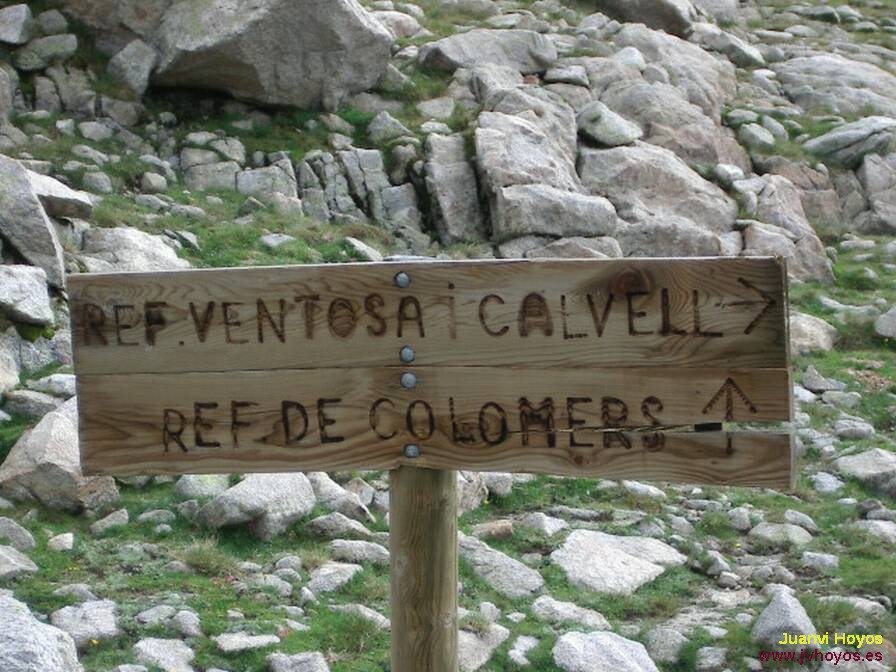 REF. VENTOSA i CALVELL →
REF. DE COLOMERS ↑
Juanvi Hoyos
www.jvhoyos.es